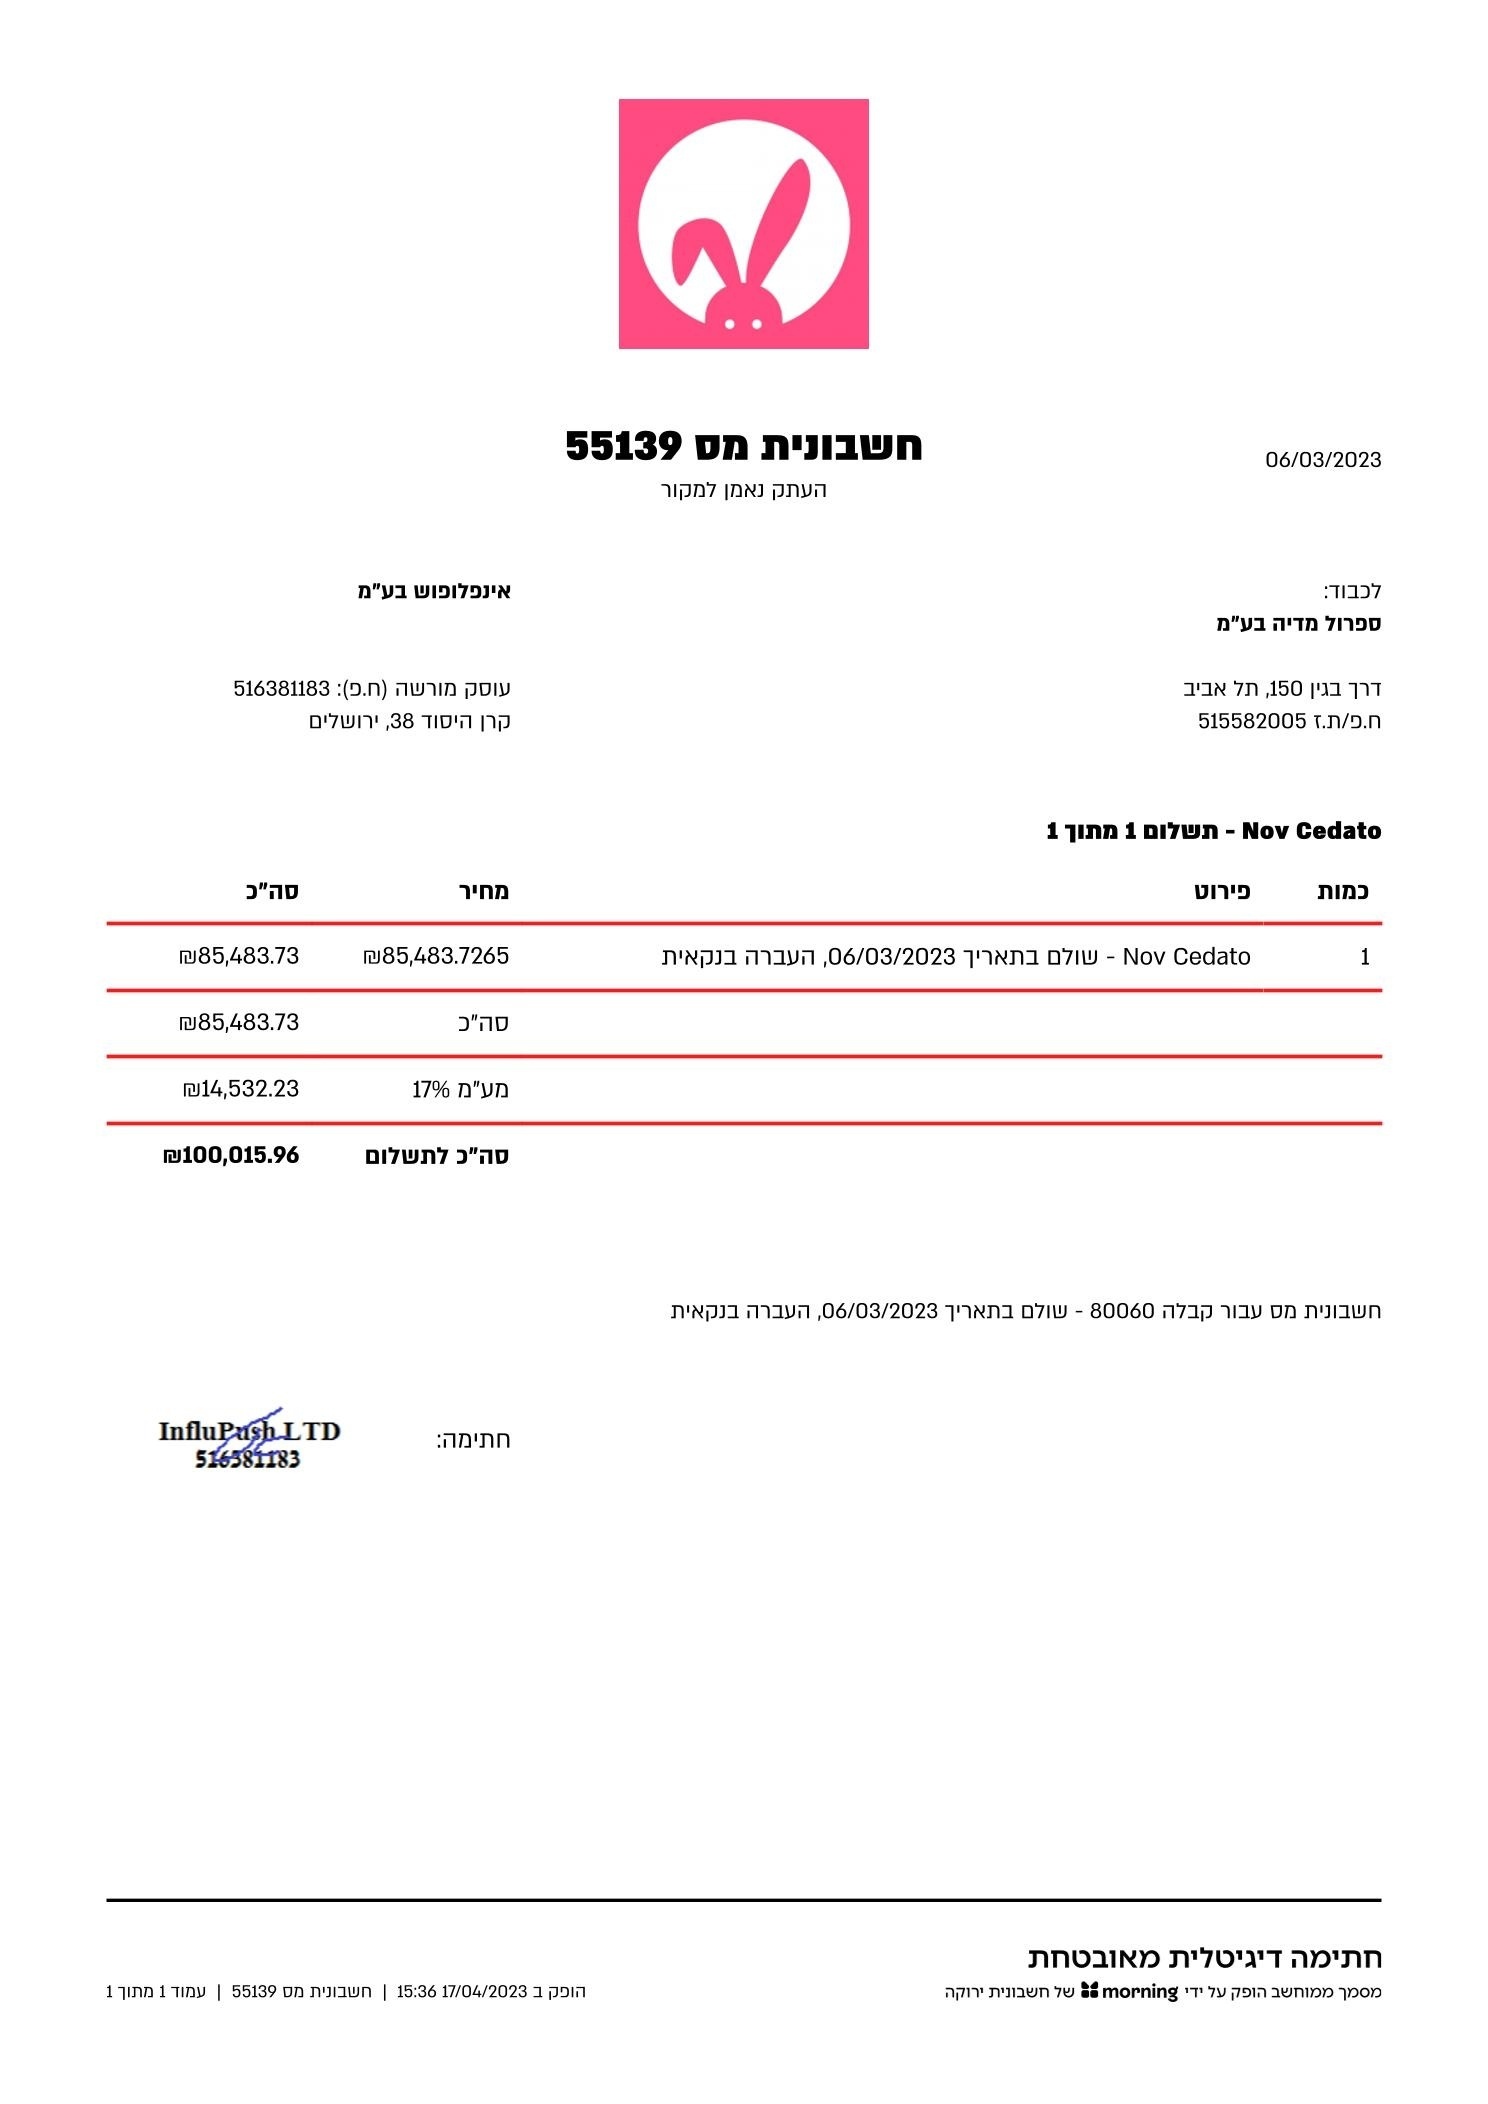 חשבונית מס 55139
העתק נאמן למקור
06/03/2023
לכבוד:
ספרול מדיה בע"מ
דרך בגין 150, תל אביב
ח.פ/ת.ז 515582005
אינפלופוש בע"מ
עוסק מורשה (ח.פ): 516381183
קרן היסוד 38, ירושלים
Nov Cedato - תשלום 1 מתוך 1
כמות פירוט מחיר סה"כ
1 Nov Cedato - שולם בתאריך 06/03/2023, העברה בנקאית ₪85,483.7265 ₪85,483.73
סה"כ ₪85,483.73
מע"מ 17% ₪14,532.23
סה"כ לתשלום ₪100,015.96
חשבונית מס עבור קבלה 80060 - שולם בתאריך 06/03/2023, העברה בנקאית
חתימה:
InfluPush LTD
516381183
חתימה דיגיטלית מאובטחת
מסמך ממוחשב הופק על ידי morning של חשבונית ירוקה
הופק ב 17/04/2023 15:36 | חשבונית מס 55139 | עמוד 1 מתוך 1